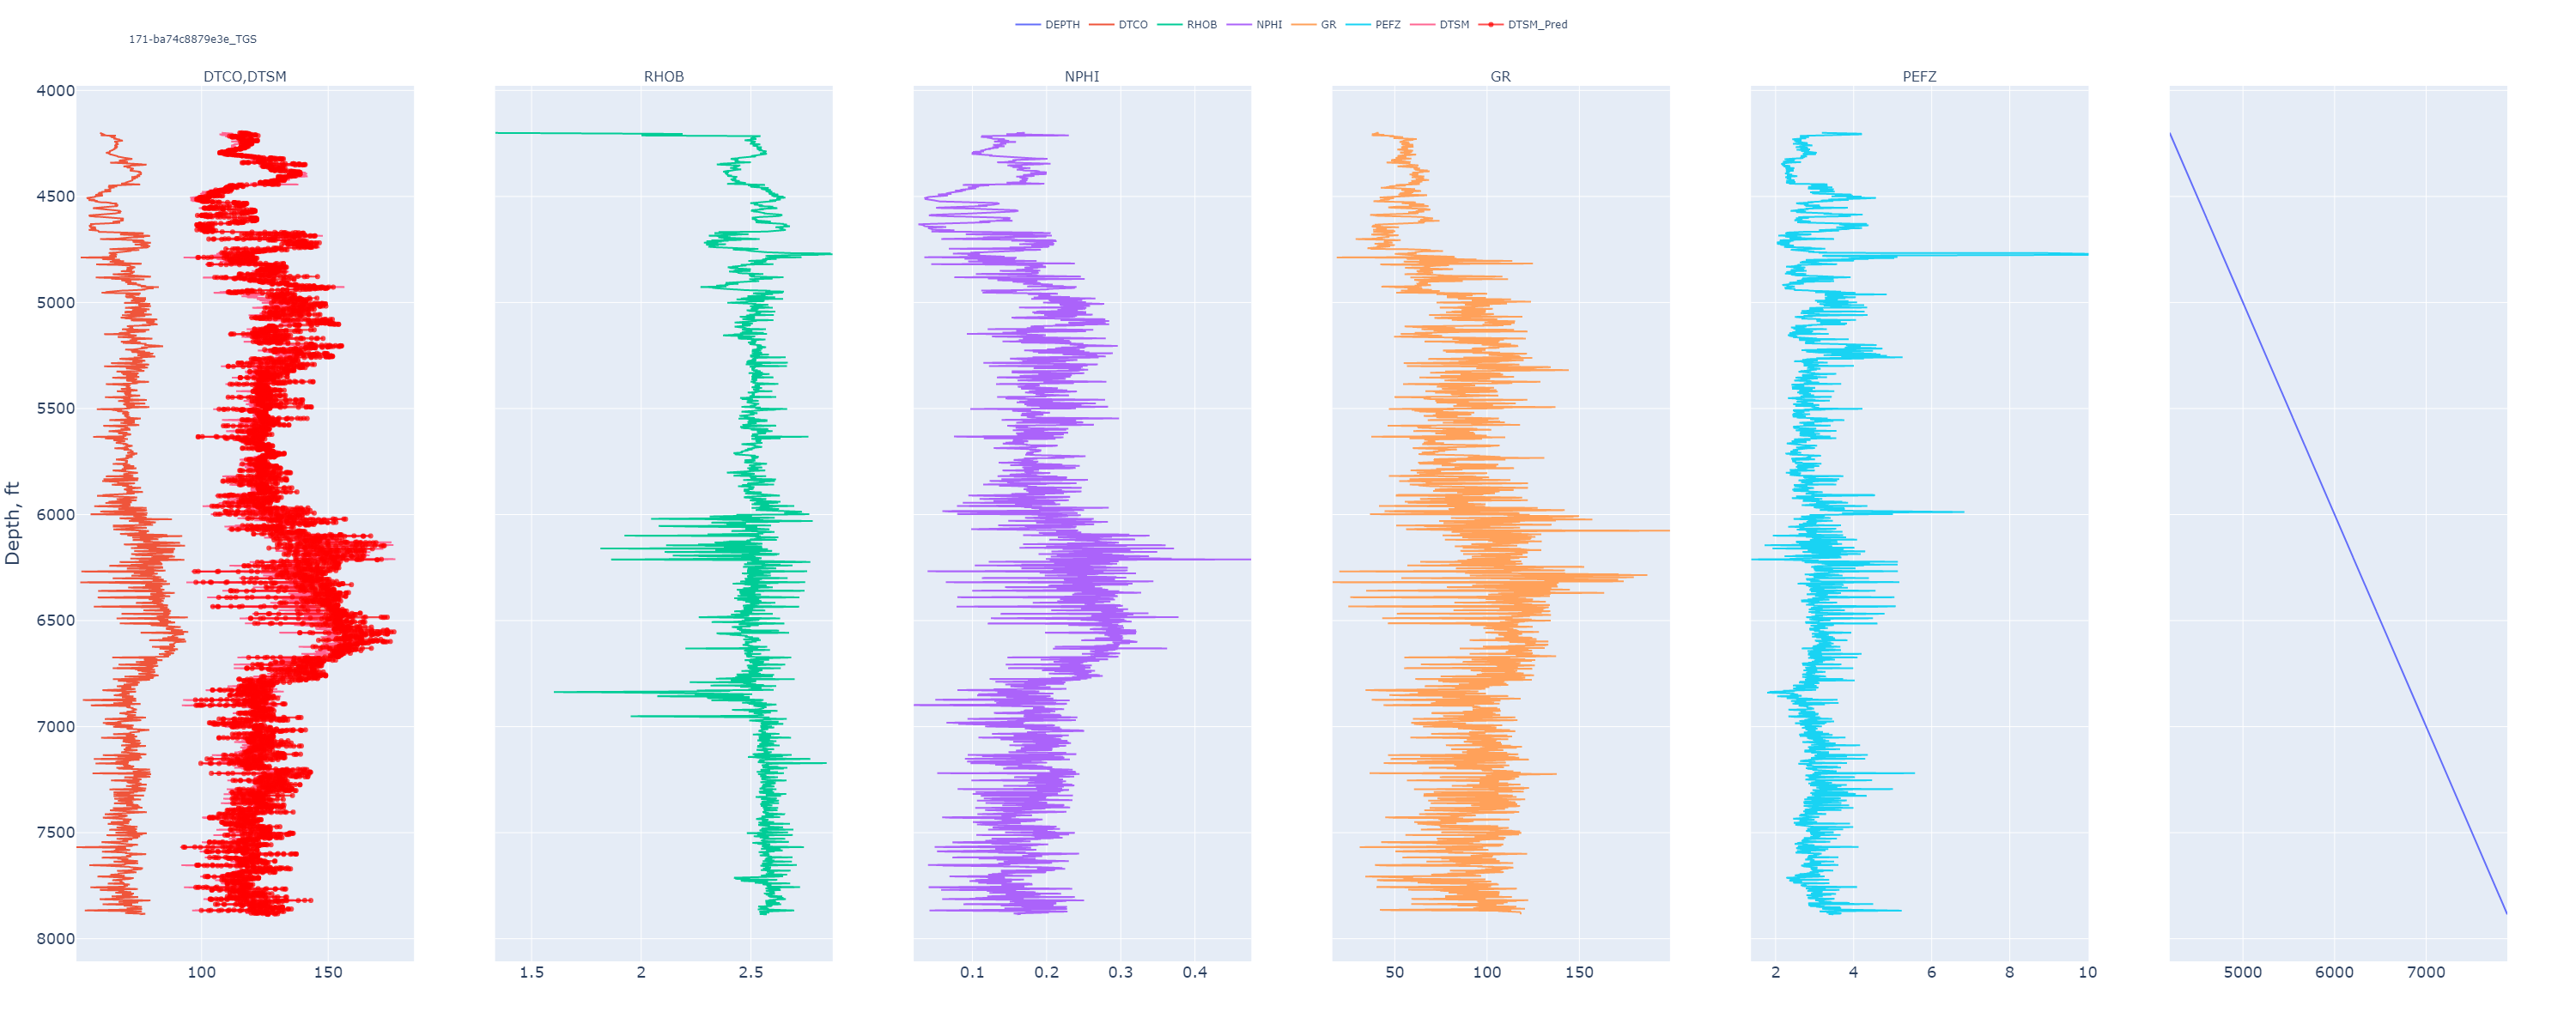 DEPTH DTCO RHOB NPHI GR PEFZ DTSM DTSM_Pred
171-ba74c8879e3e_TGS
DTCO,DTSM RHOB NPHI GR PEFZ
4000
4500
5000
5500
6000
6500
7000
7500
8000
Depth, ft
100 150 1.5 2 2.5 0.1 0.2 0.3 0.4 50 100 150 2 4 6 8 10 5000 6000 7000